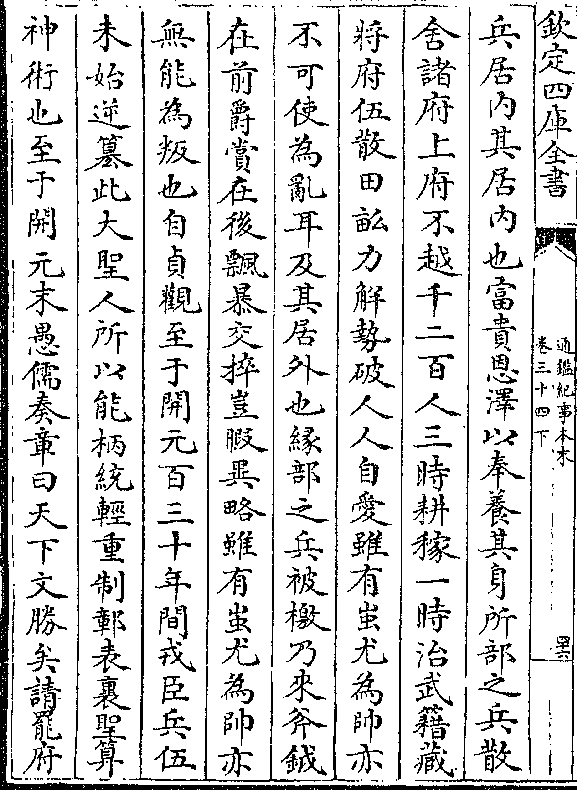 欽定四庫全書
通鑑紀事本末
卷三十四下
兵居内其居内也富貴恩澤以奉養其身所部之兵散
舍諸府上府不越千二百人三時耕稼一時治武籍藏
將府伍散田畝力解勢破人人自愛雖有蚩尤為帥亦
不可使為亂耳及其居外也緣部之兵被檄乃來斧鉞
在前爵賞在後飄暴交捽豈暇異略雖有蚩尤為帥亦
無能為叛也自貞觀至于開元百三十年間戎臣兵伍
未始逆篡此大聖人所以能柄統輕重制鄣表裏聖算
神術也至于開元末愚儒奏章曰天下文勝矣請罷府